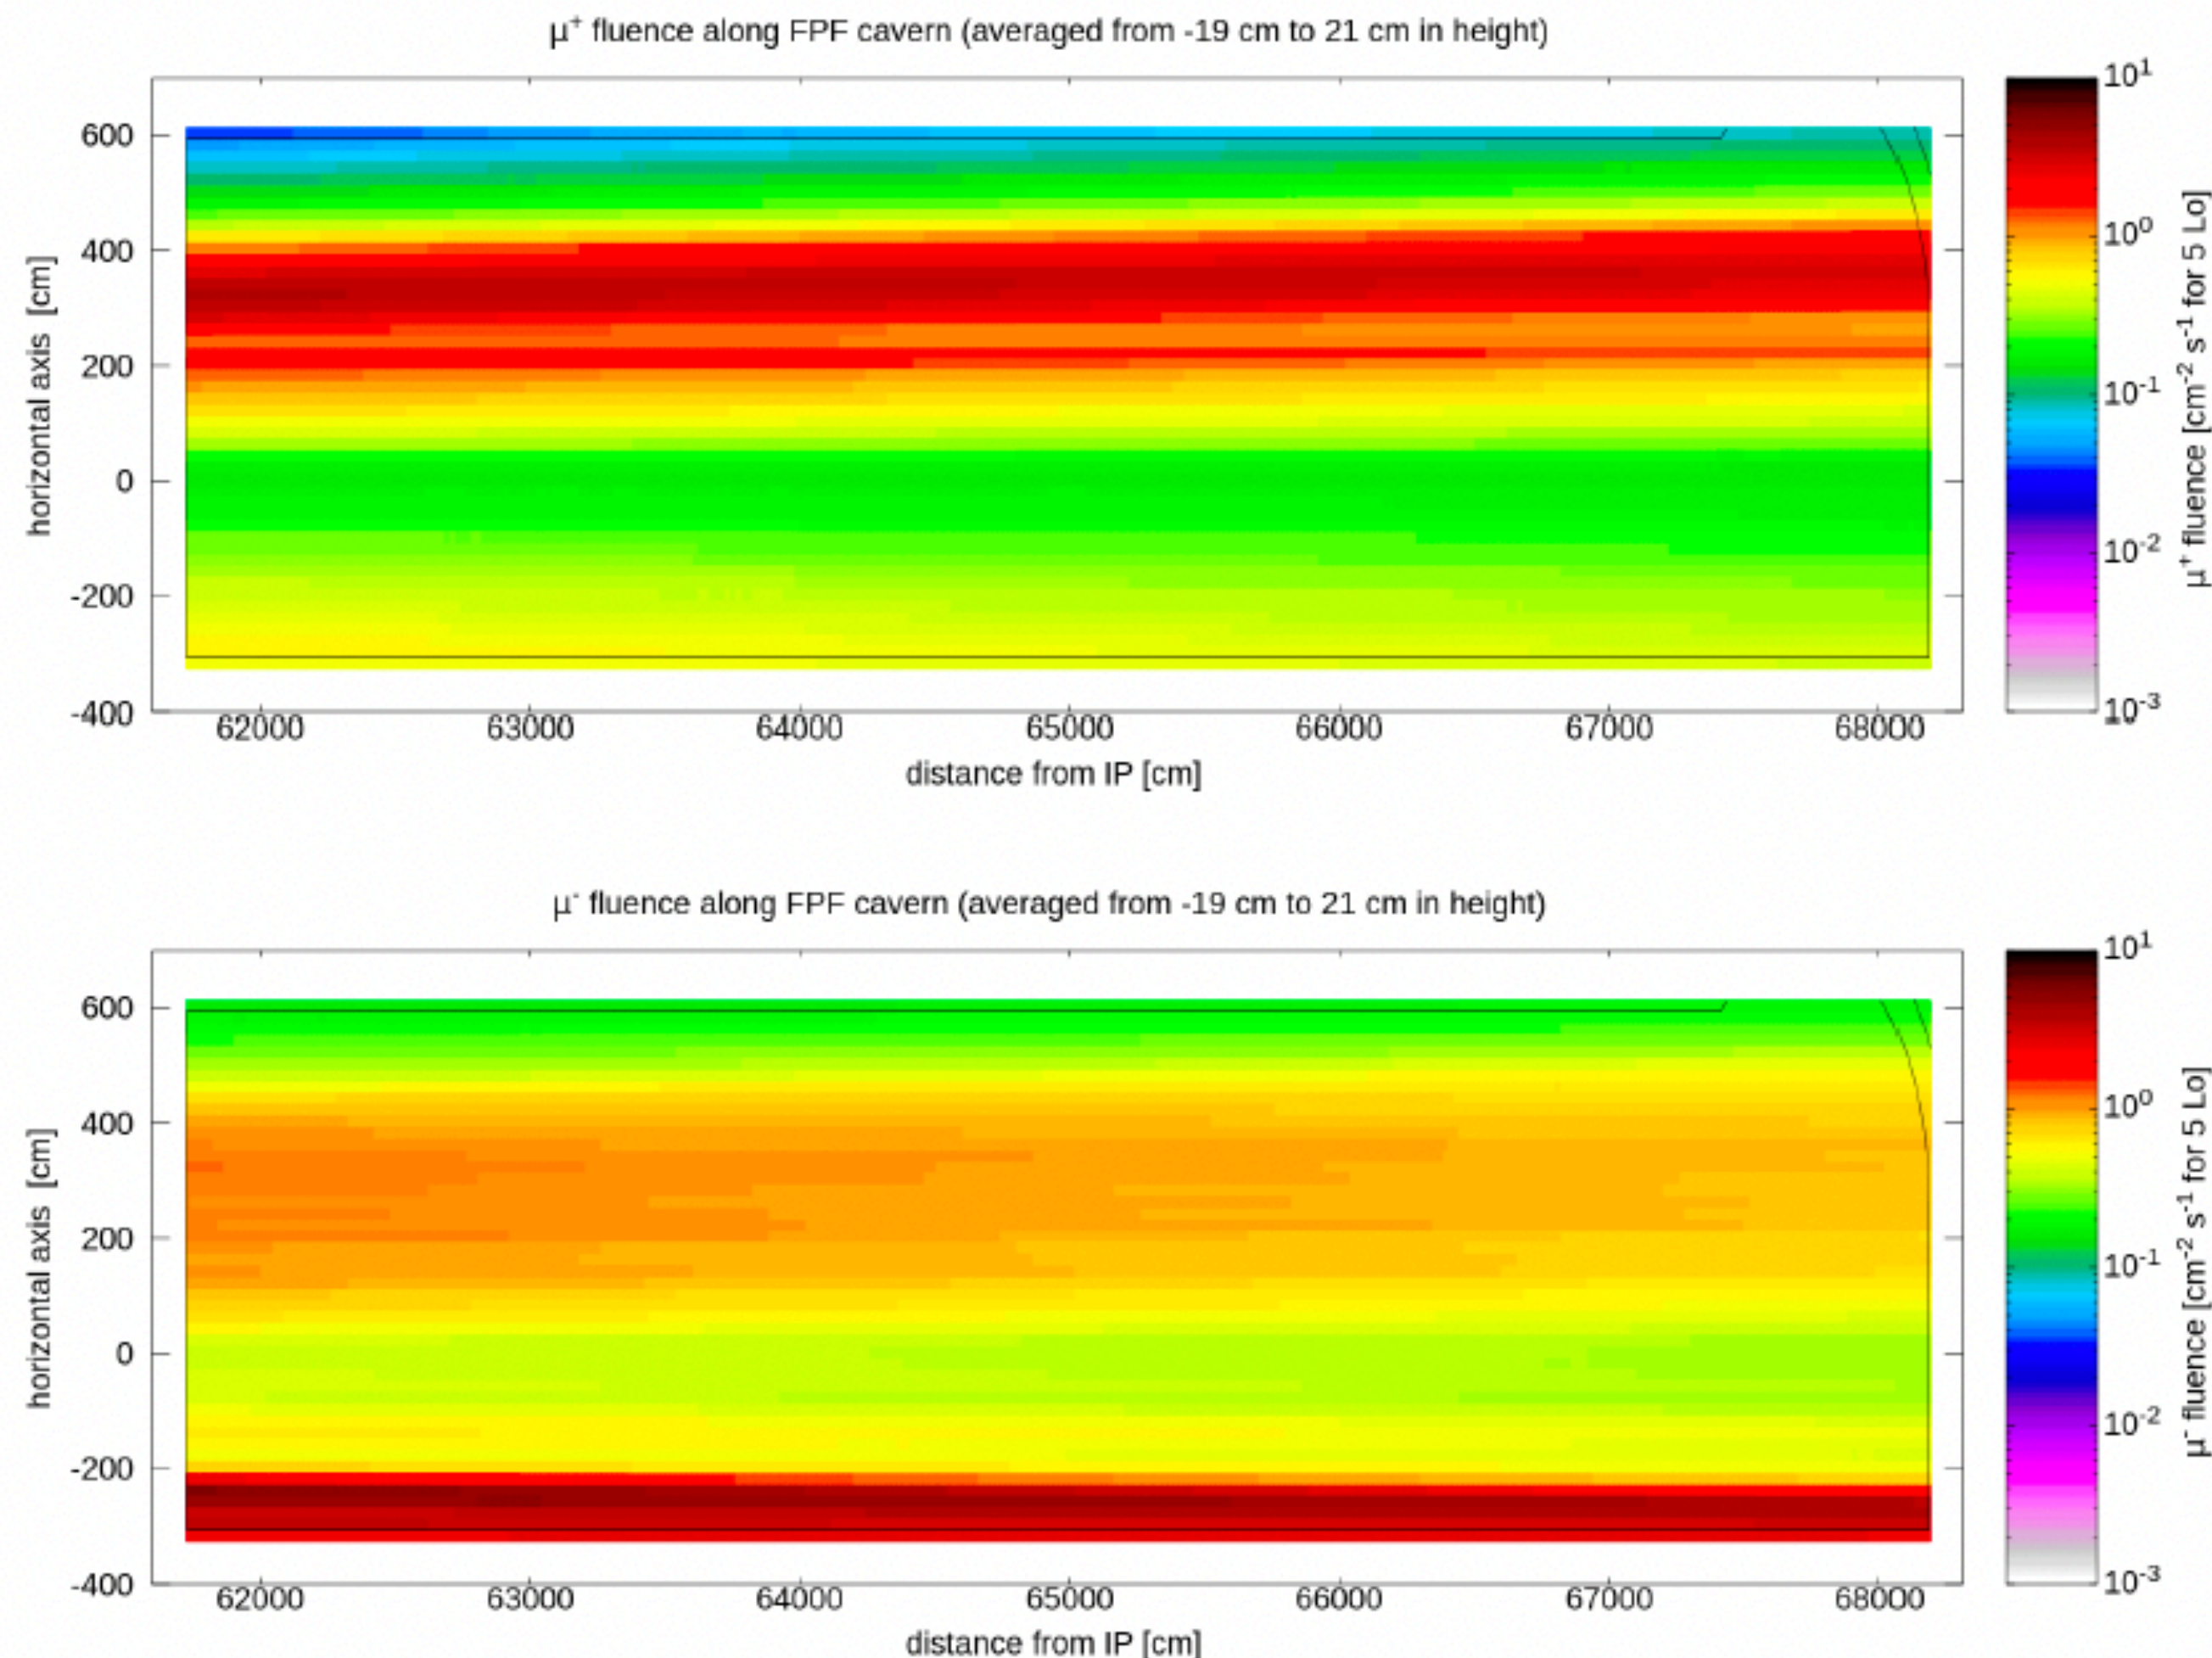 μ⁺ fluence along FPF cavern (averaged from -19 cm to 21 cm in height)
600
400
200
0
-200
-400
horizontal axis [cm]
62000 63000 64000 65000 66000 67000 68000
distance from IP [cm]
10¹
10⁰
10⁻¹
10⁻²
10⁻³
μ⁺ fluence [cm⁻² s⁻¹ for 5 Lo]
μ⁻ fluence along FPF cavern (averaged from -19 cm to 21 cm in height)
600
400
200
0
-200
-400
horizontal axis [cm]
62000 63000 64000 65000 66000 67000 68000
distance from IP [cm]
10¹
10⁰
10⁻¹
10⁻²
10⁻³
μ⁻ fluence [cm⁻² s⁻¹ for 5 Lo]